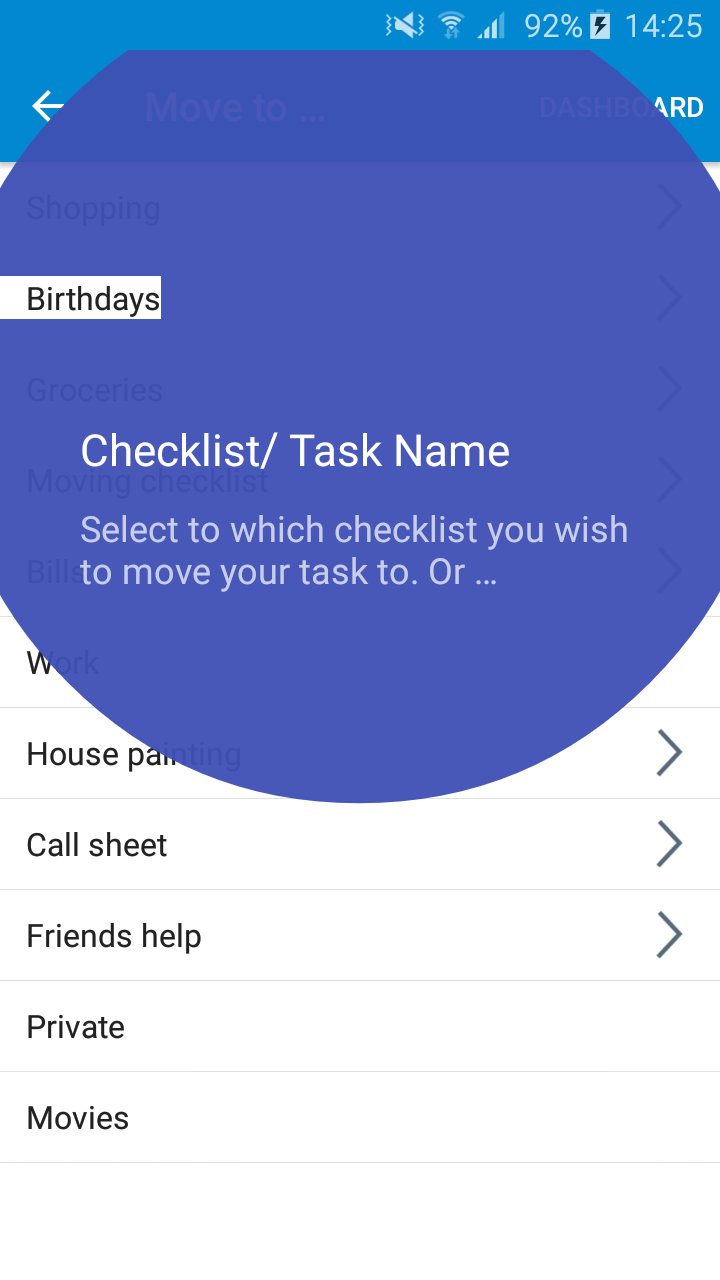 92% 14:25
Move to ... DASHBOARD
Shopping
Birthdays
Groceries
Checklist/ Task Name
Moving checklist
Select to which checklist you wish
to move your task to. Or ...
Bills
Work
House painting
Call sheet
Friends help
Private
Movies